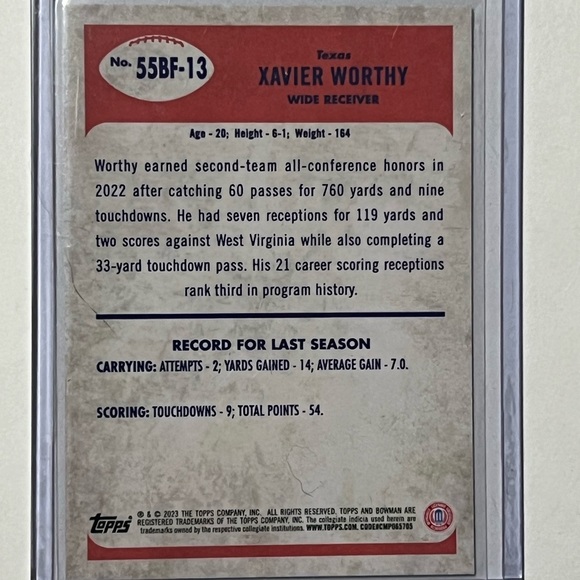 No. 55BF-13
Texas
XAVIER WORTHY
WIDE RECEIVER
Age - 20; Height - 6-1; Weight - 164
Worthy earned second-team all-conference honors in
2022 after catching 60 passes for 760 yards and nine
touchdowns. He had seven receptions for 119 yards and
two scores against West Virginia while also completing a
33-yard touchdown pass. His 21 career scoring receptions
rank third in program history.
RECORD FOR LAST SEASON
CARRYING: ATTEMPTS - 2; YARDS GAINED - 14; AVERAGE GAIN - 7.0.
SCORING: TOUCHDOWNS - 9; TOTAL POINTS - 54.
topps
® & © 2023 THE TOPPS COMPANY, INC. ALL RIGHTS RESERVED. TOPPS AND BOWMAN ARE
REGISTERED TRADEMARKS OF THE TOPPS COMPANY, INC. The collegiate indicia used herein are
trademarks owned by the respective collegiate institutions. WWW.TOPPS.COM. CODE#CMP065705